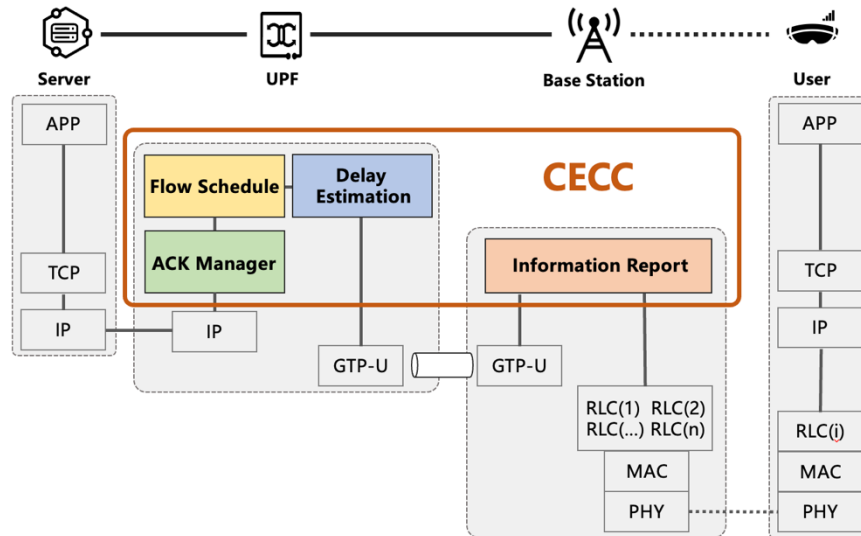 Server
UPF
Base Station
User
APP
TCP
IP
Flow Schedule
Delay
Estimation
ACK Manager
IP
GTP-U
CECC
Information Report
GTP-U
RLC(1) RLC(2)
RLC(...) RLC(n)
MAC
PHY
APP
TCP
IP
RLC(i)
MAC
PHY